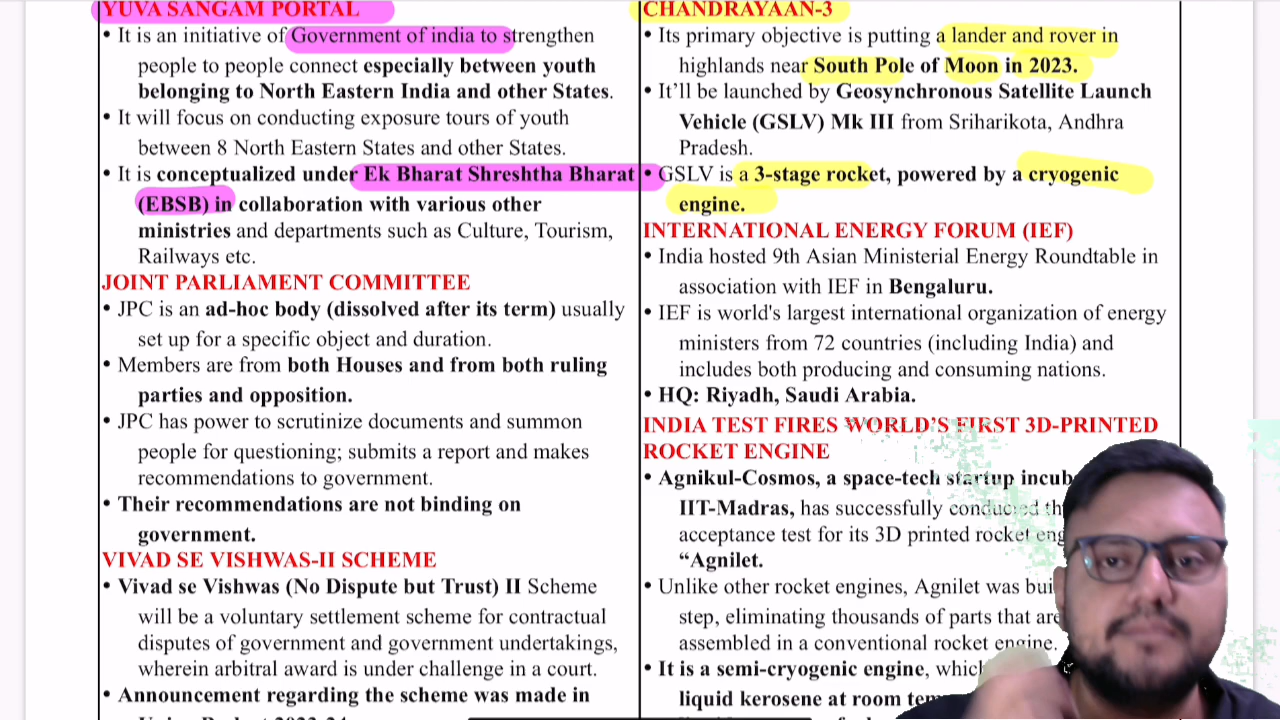 YUVA SANGAM PORTAL
• It is an initiative of Government of india to strengthen
people to people connect especially between youth
belonging to North Eastern India and other States.
• It will focus on conducting exposure tours of youth
between 8 North Eastern States and other States.
• It is conceptualized under Ek Bharat Shreshtha Bharat
(EBSB) in collaboration with various other
ministries and departments such as Culture, Tourism,
Railways etc.
JOINT PARLIAMENT COMMITTEE
• JPC is an ad-hoc body (dissolved after its term) usually
set up for a specific object and duration.
• Members are from both Houses and from both ruling
parties and opposition.
• JPC has power to scrutinize documents and summon
people for questioning; submits a report and makes
recommendations to government.
• Their recommendations are not binding on
government.
VIVAD SE VISHWAS-II SCHEME
• Vivad se Vishwas (No Dispute but Trust) II Scheme
will be a voluntary settlement scheme for contractual
disputes of government and government undertakings,
wherein arbitral award is under challenge in a court.
• Announcement regarding the scheme was made in
CHANDRAYAAN-3
• Its primary objective is putting a lander and rover in
highlands near South Pole of Moon in 2023.
• It’ll be launched by Geosynchronous Satellite Launch
Vehicle (GSLV) Mk III from Sriharikota, Andhra
Pradesh.
• GSLV is a 3-stage rocket, powered by a cryogenic
engine.
INTERNATIONAL ENERGY FORUM (IEF)
• India hosted 9th Asian Ministerial Energy Roundtable in
association with IEF in Bengaluru.
• IEF is world's largest international organization of energy
ministers from 72 countries (including India) and
includes both producing and consuming nations.
• HQ: Riyadh, Saudi Arabia.
INDIA TEST FIRES WORLD’S FIRST 3D-PRINTED
ROCKET ENGINE
• Agnikul-Cosmos, a space-tech startup
IIT-Madras, has successfully conducted
acceptance test for its 3D printed rocket
“Agnilet.
• Unlike other rocket engines, Agnilet was
step, eliminating thousands of parts that are
assembled in a conventional rocket engine.
• It is a semi-cryogenic engine,
liquid kerosene at room